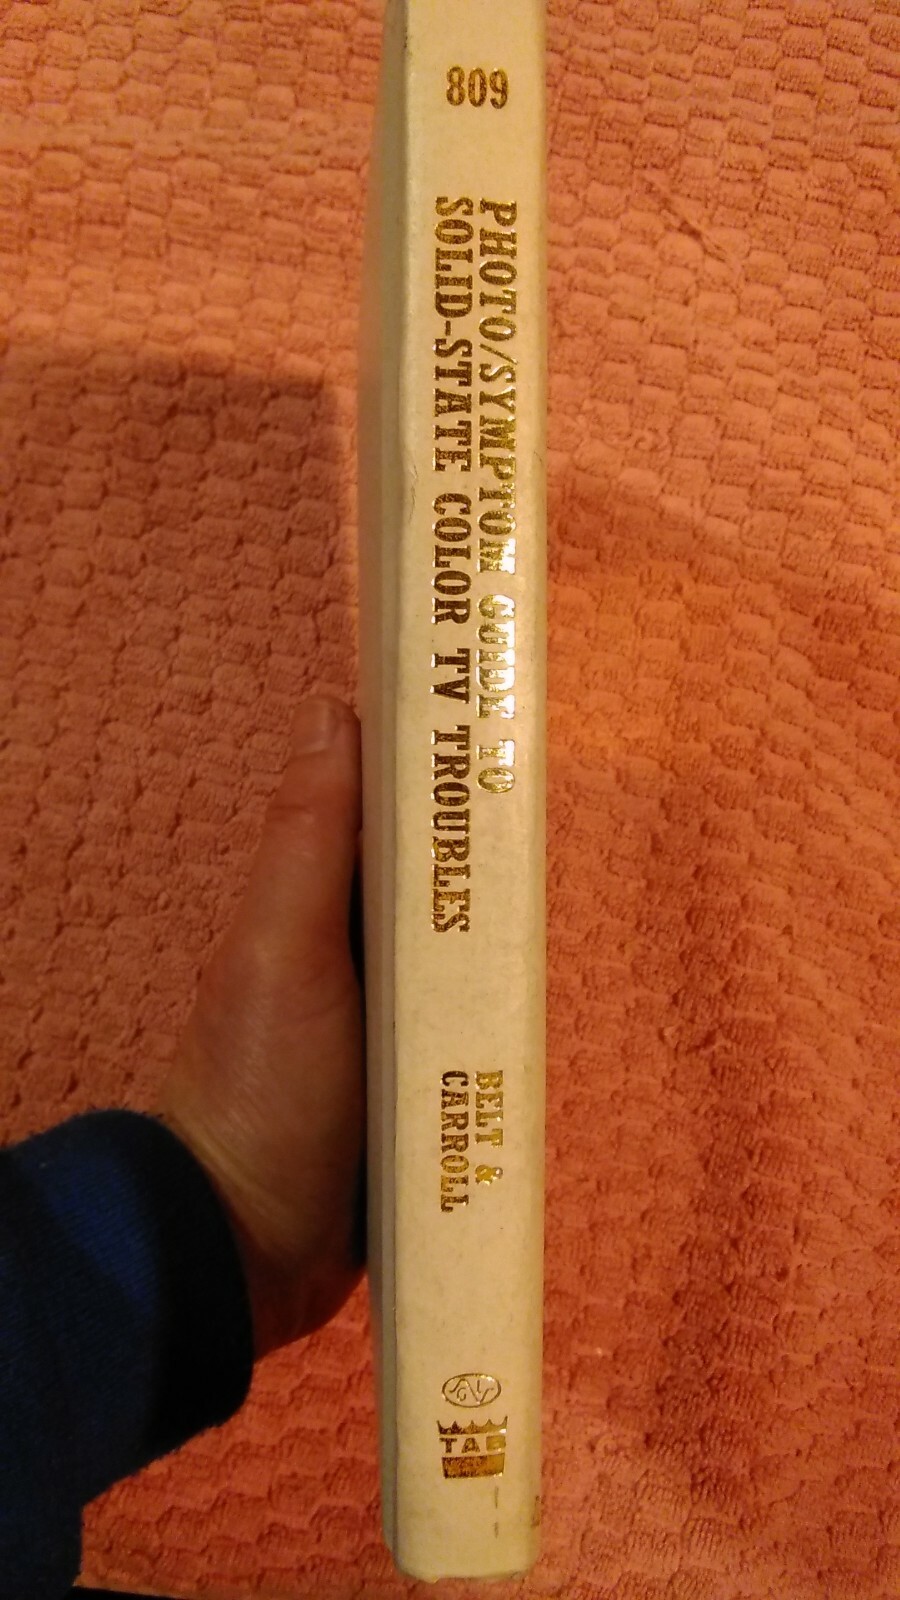 809
PHOTO/SYMPTOM GUIDE TO
SOLID-STATE COLOR TV TROUBLES
BELT &
CARROLL
TAB